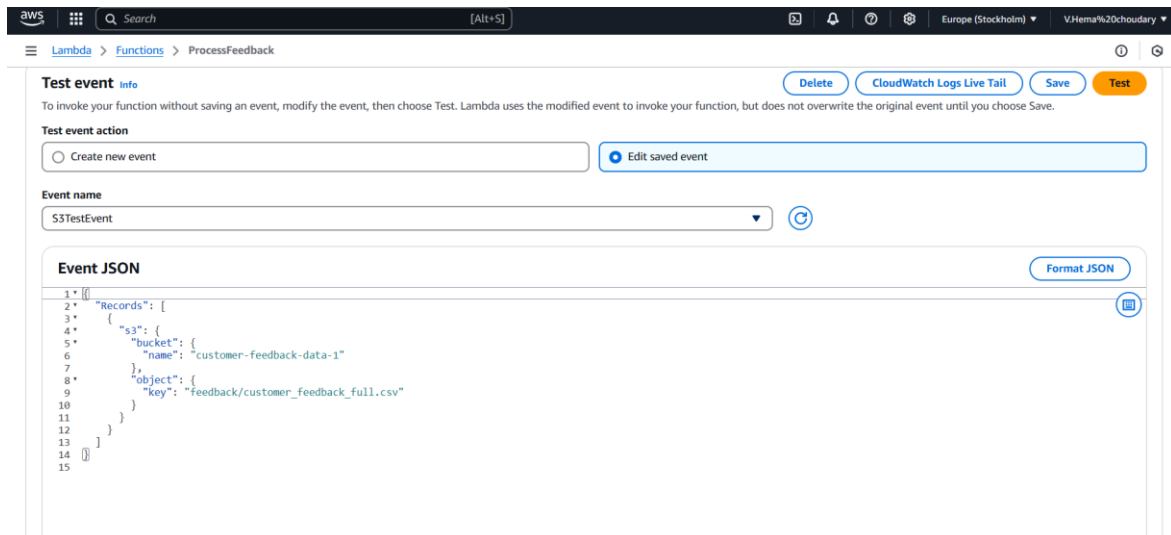 aws Search [Alt+S] Europe (Stockholm) V.Hema%20choudary
Lambda > Functions > ProcessFeedback
Test event Info Delete CloudWatch Logs Live Tail Save Test
To invoke your function without saving an event, modify the event, then choose Test. Lambda uses the modified event to invoke your function, but does not overwrite the original event until you choose Save.
Test event action
Create new event Edit saved event
Event name
S3TestEvent
Event JSON Format JSON
1 {
2 "Records": [
3 {
4 "s3": {
5 "bucket": {
6 "name": "customer-feedback-data-1"
7 },
8 "object": {
9 "key": "feedback/customer_feedback_full.csv"
10 }
11 }
12 }
13 ]
14 }
15